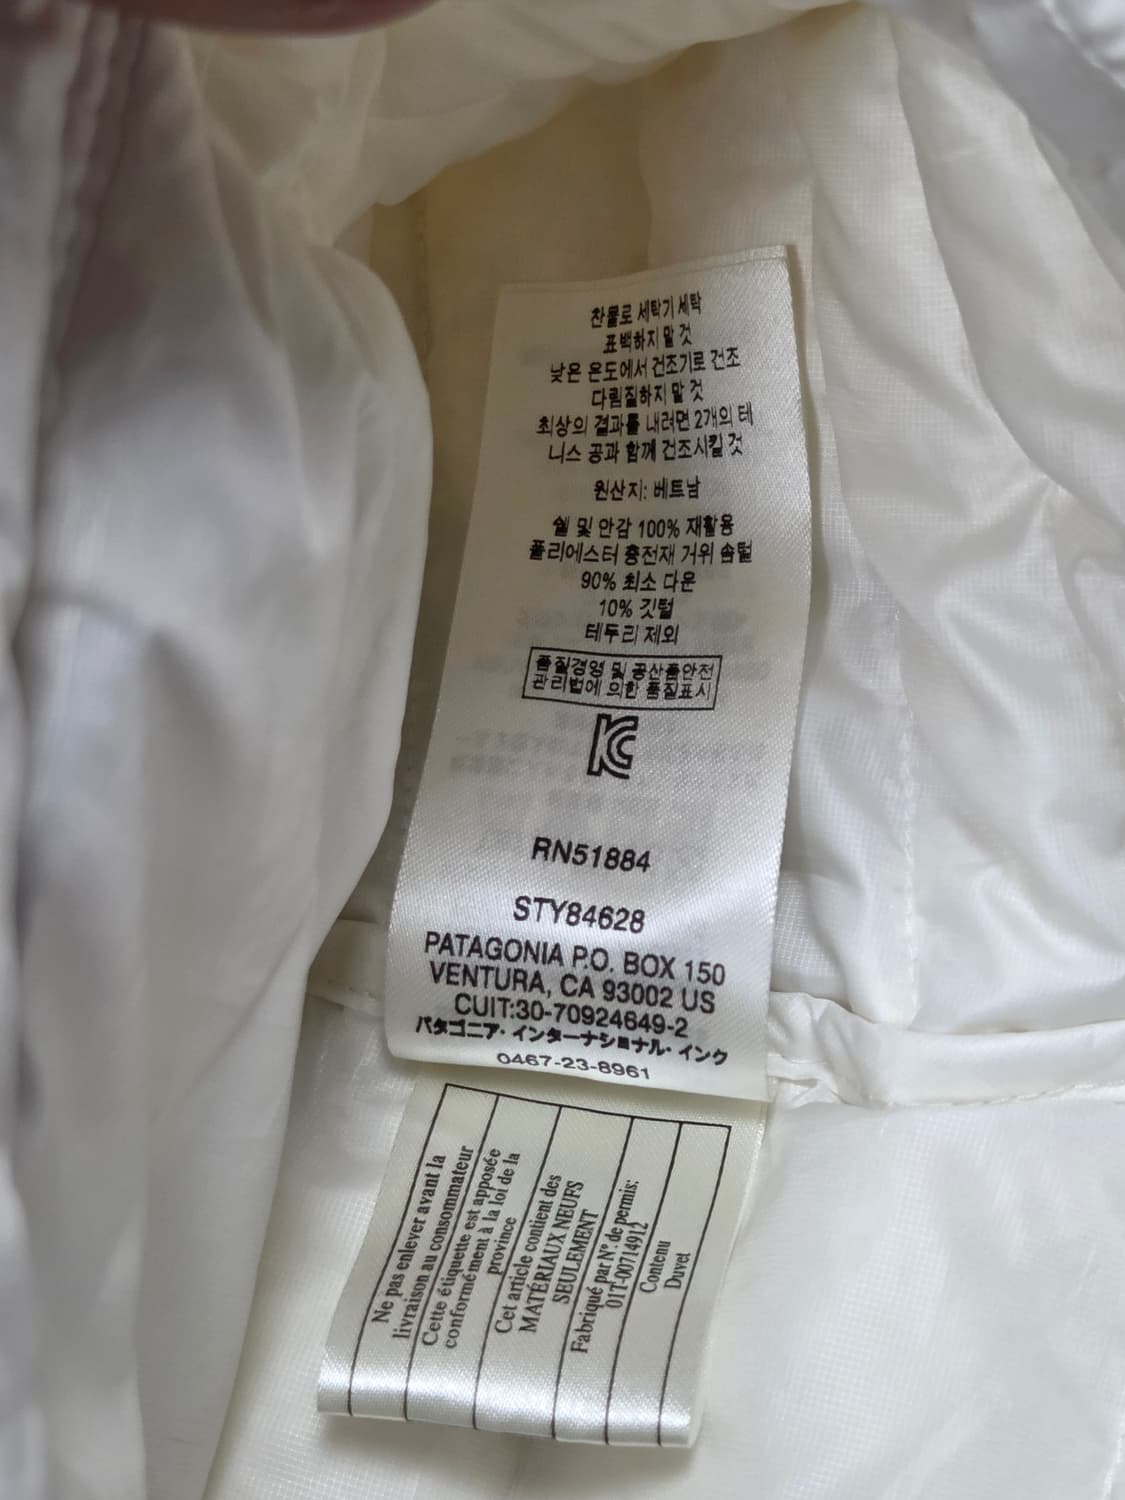 찬물로 세탁기 세탁
표백하지 말 것
낮은 온도에서 건조기로 건조
다림질하지 말 것
최상의 결과를 내려면 2개의 테
니스 공과 함께 건조시킬 것
원산지: 베트남
쉘 및 안감 100% 재활용
폴리에스터 충전재 거위 솜털
90% 최소 다운
10% 깃털
테두리 제외
품질경영 및 공산품안전
관리법에 의한 품질표시
KC
RN51884
STY84628
PATAGONIA P.O. BOX 150
VENTURA, CA 93002 US
CUIT:30-70924649-2
パタゴニア・インターナショナル・インク
0467-23-8961
Ne pas enlever avant la
livraison au consommateur
Cette étiquette est apposée
conformément à la loi de la
province
Cet article contient des
MATÉRIAUX NEUFS
SEULEMENT
Fabriqué par N° de permis:
01T-00714912
Contenu
Duvet